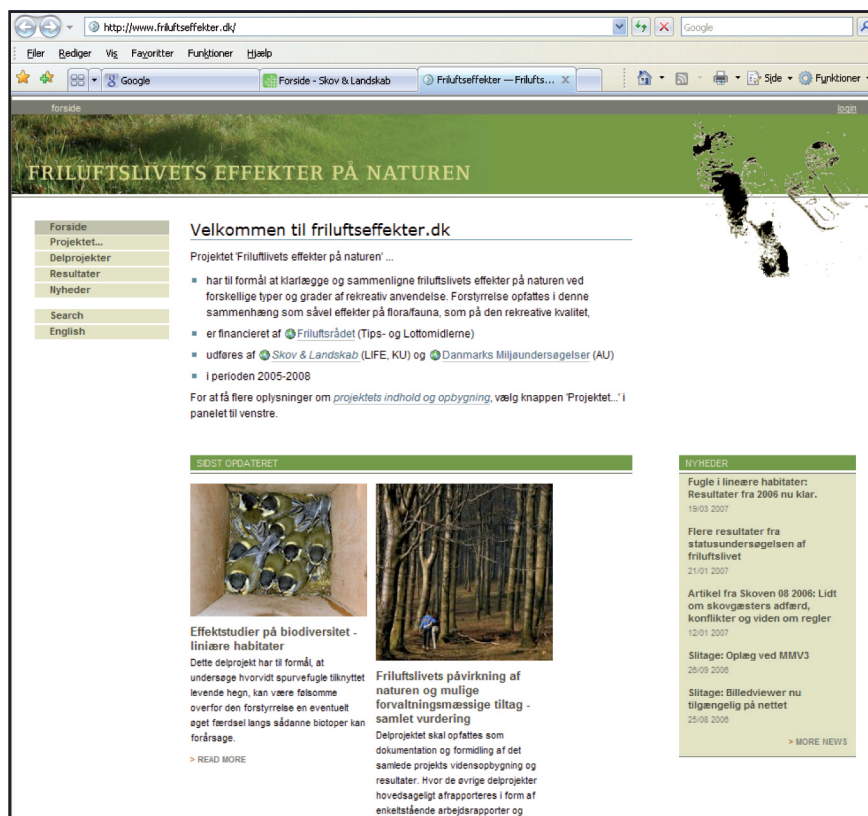 http://www.friluftseffekter.dk/
Google
Filer Rediger Vis Favoritter Funktioner Hjælp
Google
Forside - Skov & Landskab
Friluftseffekter — Frilufts...
Side
Funktioner
forside
login
FRILUFTSLIVETS EFFEKTER PÅ NATUREN
Forside
Projektet...
Delprojekter
Resultater
Nyheder
Search
English
Velkommen til friluftseffekter.dk
Projektet 'Friluftlivets effekter på naturen' ...
har til formål at klarlægge og sammenligne friluftslivets effekter på naturen ved
forskellige typer og grader af rekreativ anvendelse. Forstyrrelse opfattes i denne
sammenhæng som såvel effekter på flora/fauna, som på den rekreative kvalitet,
er financieret af Friluftsrådet (Tips- og Lottomidlerne)
udføres af Skov & Landskab (LIFE, KU) og Danmarks Miljøundersøgelser (AU)
i perioden 2005-2008
For at få flere oplysninger om projektets indhold og opbygning, vælg knappen 'Projektet...' i
panelet til venstre.
SIDST OPDATERET
Effektstudier på biodiversitet -
liniære habitater
Dette delprojekt har til formål, at
undersøge hvorvidt spurvefugle tilknyttet
levende hegn, kan være følsomme
overfor den forstyrrelse en eventuelt
øget færdsel langs sådanne biotoper kan
forårsage.
> READ MORE
Friluftslivets påvirkning af
naturen og mulige
forvaltningsmæssige tiltag -
samlet vurdering
Delprojektet skal opfattes som
dokumentation og formidling af det
samlede projekts vidensopbygning og
resultater. Hvor de øvrige delprojekter
hovedsageligt afrapporteres i form af
enkeltstående arbejdsrapporter og
NYHEDER
Fugle i lineære habitater:
Resultater fra 2006 nu klar.
19/03 2007
Flere resultater fra
statusundersøgelsen af
friluftslivet
21/01 2007
Artikel fra Skoven 08 2006: Lidt
om skovgæsters adfærd,
konflikter og viden om regler
12/01 2007
Slitage: Oplæg ved MMV3
26/09 2006
Slitage: Billedviewer nu
tilgængelig på nettet
25/08 2006
> MORE NEWS